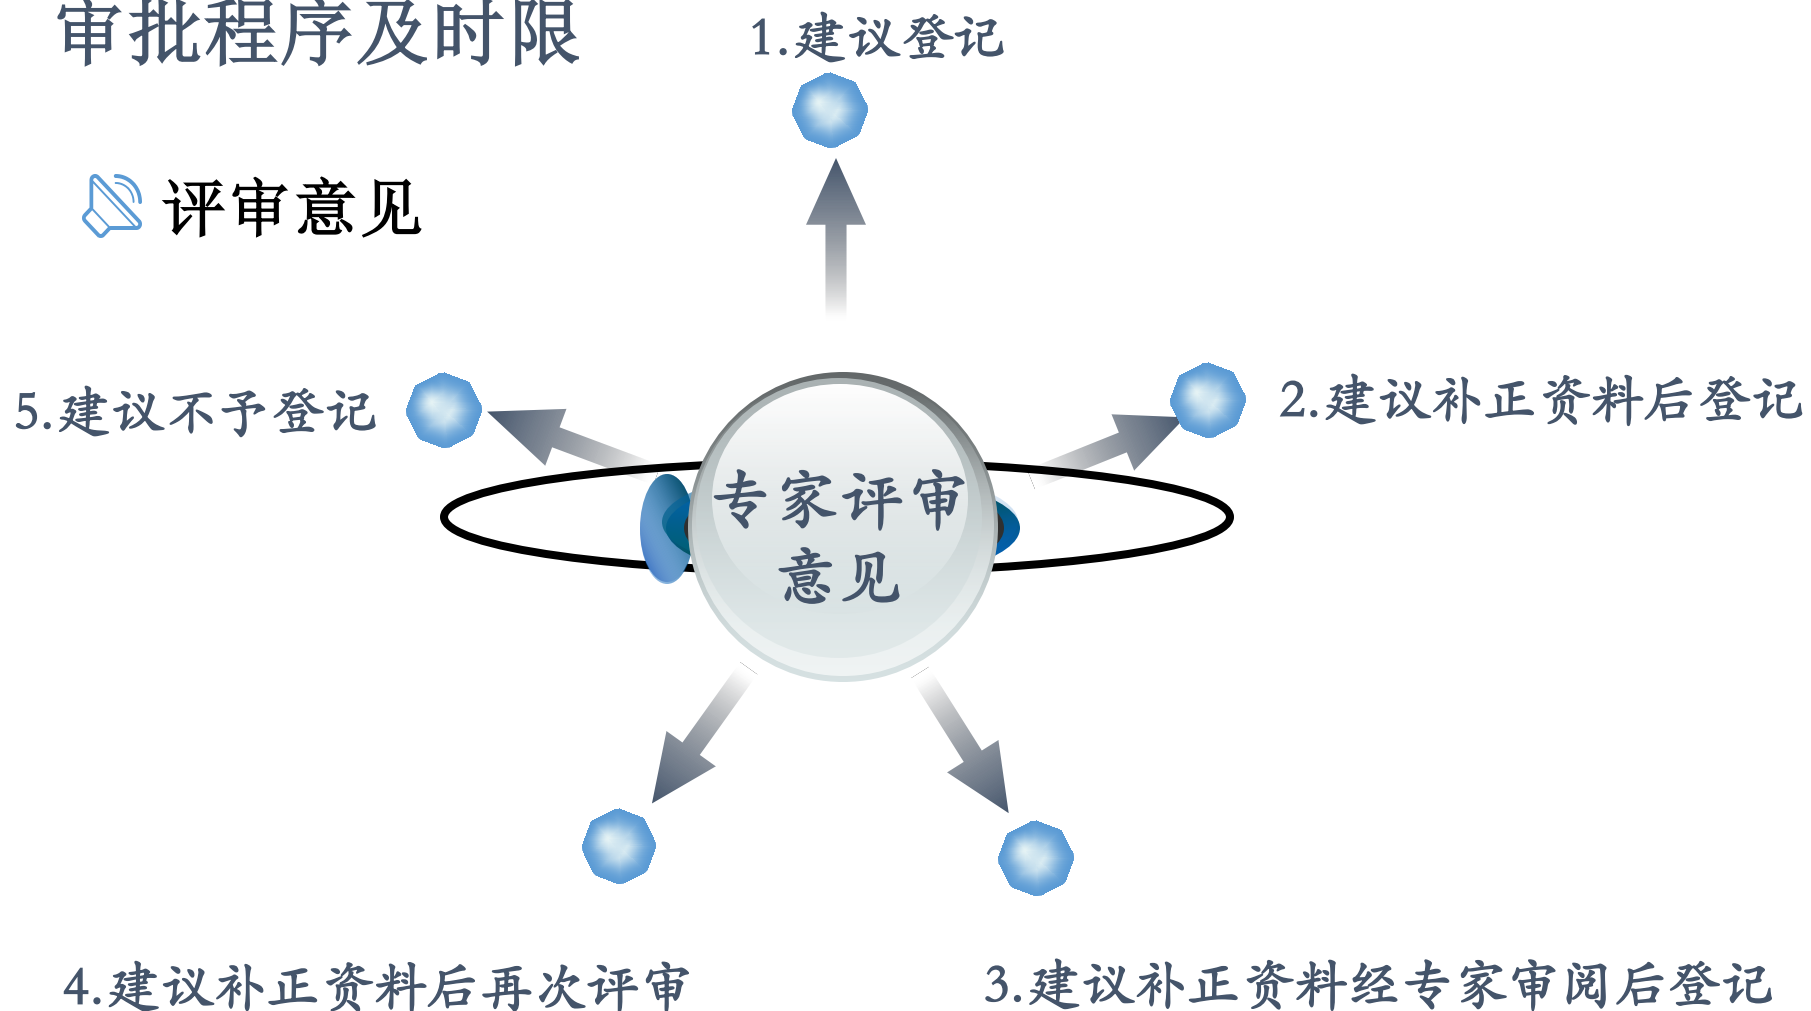 审批程序及时限
1.建议登记
评审意见
5.建议不予登记
2.建议补正资料后登记
专家评审
意见
4.建议补正资料后再次评审
3.建议补正资料经专家审阅后登记